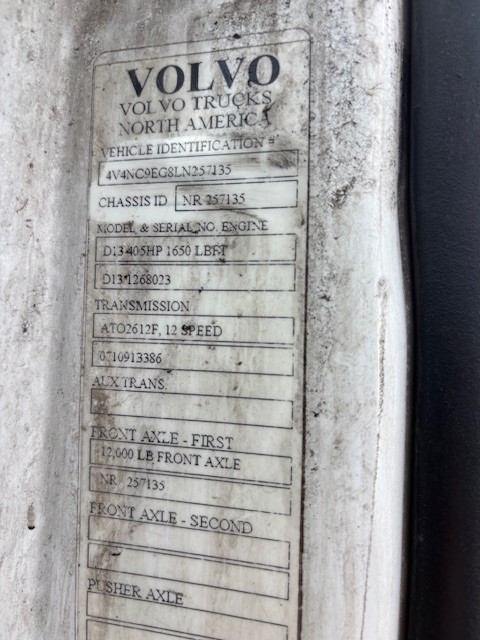 VOLVO
VOLVO TRUCKS
NORTH AMERICA
VEHICLE IDENTIFICATION #
4V4NC9EG8LN257135
CHASSIS ID NR 257135
MODEL & SERIAL NO. ENGINE
D13 405HP 1650 LBFT
D13*1268023
TRANSMISSION
ATO2612F, 12 SPEED
0710913386
AUX TRANS.
FRONT AXLE - FIRST
12,000 LB FRONT AXLE
NR 257135
FRONT AXLE - SECOND
PUSHER AXLE